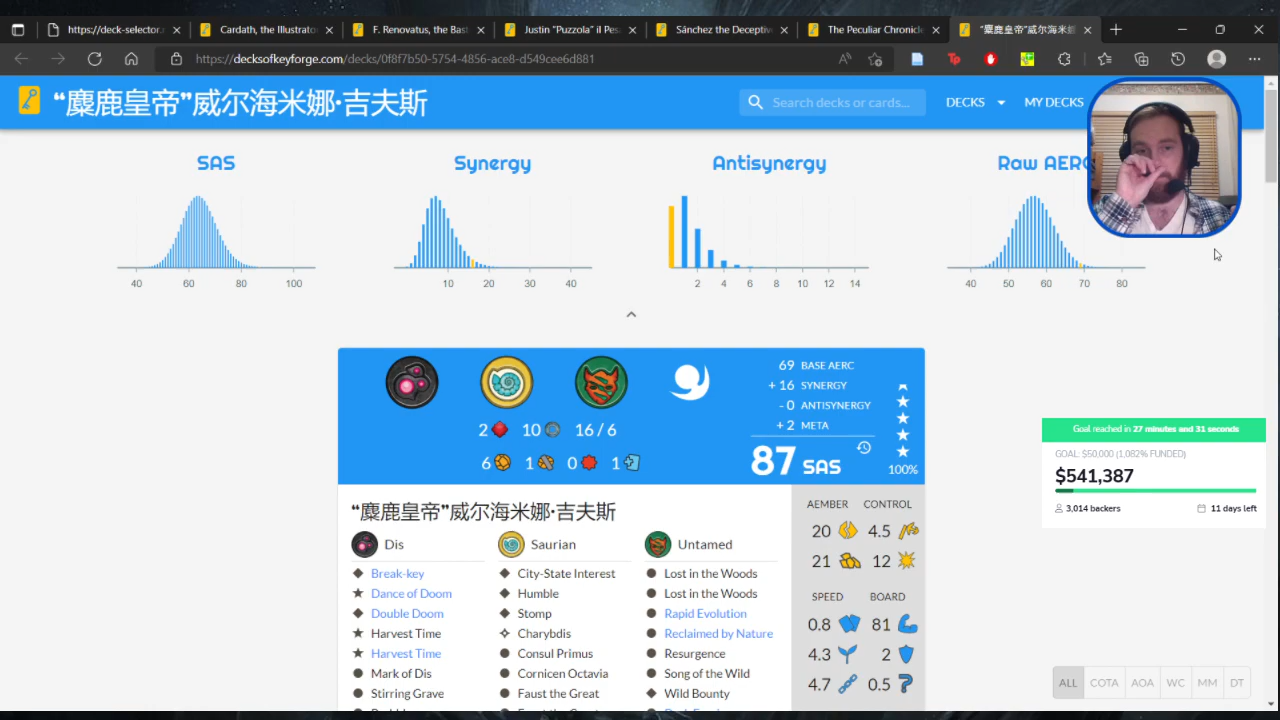 https://deck-selector.
Cardath, the Illustrato
F. Renovatus, the Bas
Justin "Puzzola" il Pes
Sánchez the Deceptiv
The Peculiar Chronicle
“麋鹿皇帝”威尔海米
https://decksofkeyforge.com/decks/0f8f7b50-5754-4856-ace8-d549cee6d881
“麋鹿皇帝”威尔海米娜·吉夫斯
Search decks or cards...
DECKS
MY DECKS
SAS
Synergy
Antisynergy
Raw AERC
40 60 80 100
10 20 30 40
2 4 6 8 10 12 14
40 50 60 70 80
69 BASE AERC
+ 16 SYNERGY
- 0 ANTISYNERGY
+ 2 META
2 10 16 / 6
87 SAS
6 1 0 1
100%
“麋鹿皇帝”威尔海米娜·吉夫斯
Dis
Break-key
Dance of Doom
Double Doom
Harvest Time
Harvest Time
Mark of Dis
Stirring Grave
Saurian
City-State Interest
Humble
Stomp
Charybdis
Consul Primus
Cornicen Octavia
Faust the Great
Untamed
Lost in the Woods
Lost in the Woods
Rapid Evolution
Reclaimed by Nature
Resurgence
Song of the Wild
Wild Bounty
AEMBER CONTROL
20 4.5
21 12
SPEED BOARD
0.8 81
4.3 2
4.7 0.5
Goal reached in 27 minutes and 31 seconds
GOAL: $50,000 (1,082% FUNDED)
$541,387
3,014 backers 11 days left
ALL COTA AOA WC MM DT